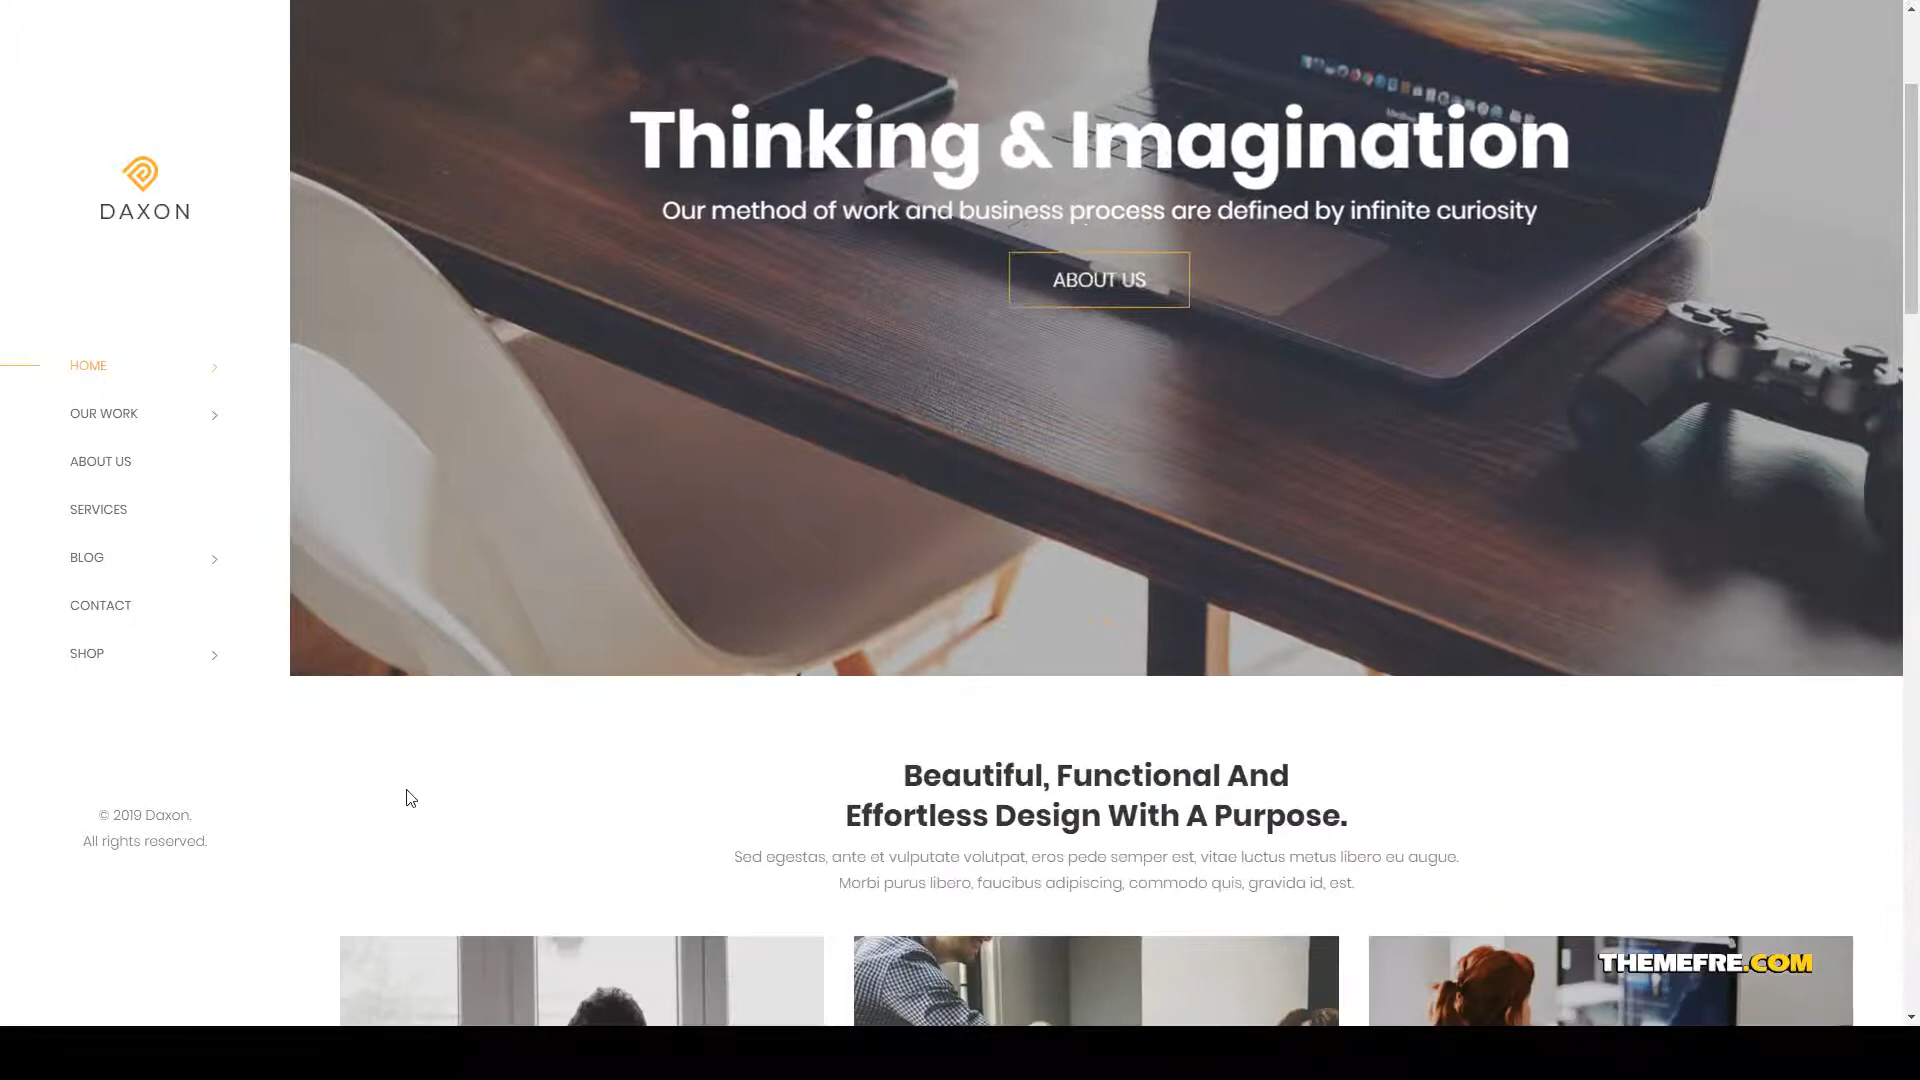 DAXON
HOME
OUR WORK
ABOUT US
SERVICES
BLOG
CONTACT
SHOP
© 2019 Daxon.
All rights reserved.
Thinking & Imagination
Our method of work and business process are defined by infinite curiosity
ABOUT US
Beautiful, Functional And
Effortless Design With A Purpose.
Sed egestas, ante et vulputate volutpat, eros pede semper est, vitae luctus metus libero eu augue.
Morbi purus libero, faucibus adipiscing, commodo quis, gravida id, est.
THEMEFRE.COM